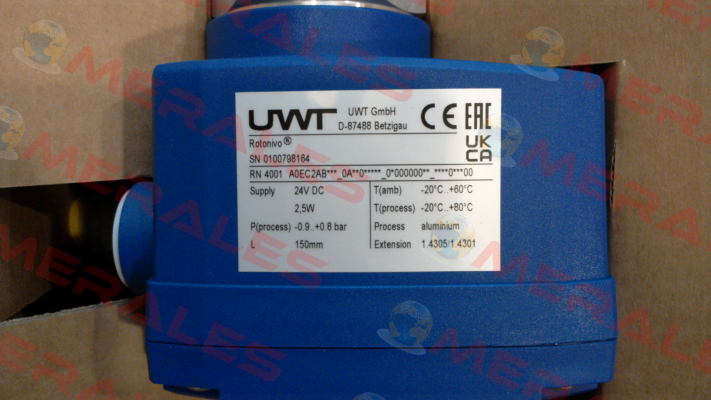 UWT
UWT GmbH
D-87488 Betzigau
CE EAC
UK
CA
Rotonivo®
SN 0100798164
RN 4001 A0EC2AB***_0A**0*****_0*000000**_****0***00
Supply 24V DC T(amb) -20°C..+60°C
2,5W T(process) -20°C..+80°C
P(process) -0.9..+0.8 bar Process aluminium
L 150mm Extension 1.4305/1.4301
MERALES
MERALES
MERALES
MERALES
MERALES
MERALES